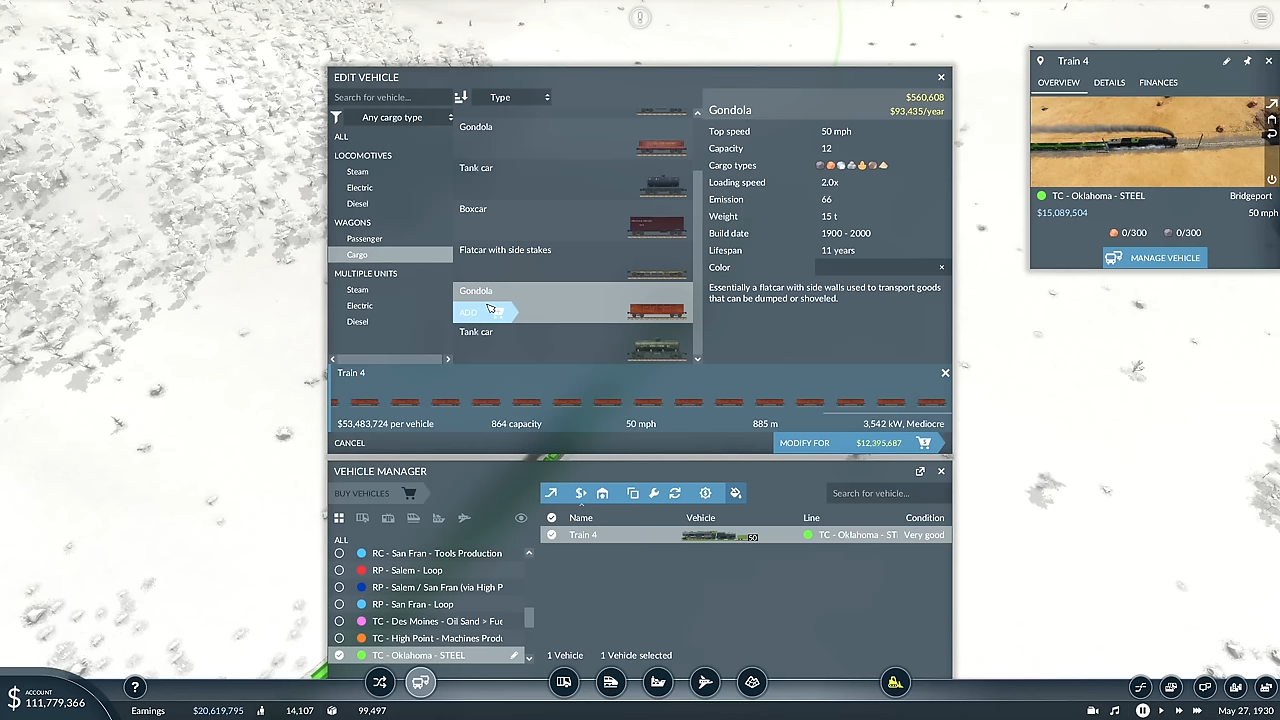 EDIT VEHICLE
Search for vehicle...
Type
Any cargo type
ALL
LOCOMOTIVES
Steam
Electric
Diesel
WAGONS
Passenger
Cargo
MULTIPLE UNITS
Steam
Electric
Diesel
Gondola
Tank car
Boxcar
Flatcar with side stakes
Gondola
ADD
Tank car
$560,608
Gondola
$93,435/year
Top speed 50 mph
Capacity 12
Cargo types
Loading speed 2.0x
Emission 66
Weight 15 t
Build date 1900 - 2000
Lifespan 11 years
Color
Essentially a flatcar with side walls used to transport goods
that can be dumped or shoveled.
Train 4
$53,483,724 per vehicle 864 capacity 50 mph 885 m 3,542 kW, Mediocre
CANCEL
MODIFY FOR $12,395,687
VEHICLE MANAGER
BUY VEHICLES
Search for vehicle...
ALL
RC - San Fran - Tools Production
RP - Salem - Loop
RP - Salem / San Fran (via High P
RP - San Fran - Loop
TC - Des Moines - Oil Sand > Fue
TC - High Point - Machines Produ
TC - Oklahoma - STEEL
Name Vehicle Line Condition
Train 4 50 TC - Oklahoma - STI Very good
1 Vehicle 1 Vehicle selected
Train 4
OVERVIEW DETAILS FINANCES
TC - Oklahoma - STEEL Bridgeport
$15,089,504 50 mph
0/300 0/300
MANAGE VEHICLE
$ ACCOUNT
111,779,366
?
Earnings $20,619,795 14,107 99,497
May 27, 1930